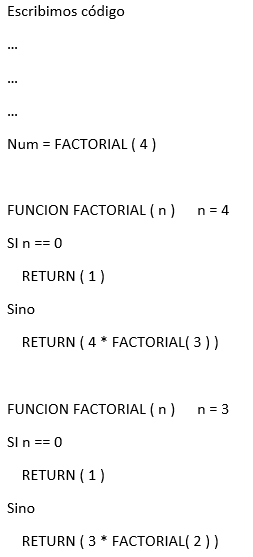 Escribimos código
...
...
...
Num = FACTORIAL ( 4 )
FUNCION FACTORIAL ( n ) n = 4
SI n == 0
RETURN ( 1 )
Sino
RETURN ( 4 * FACTORIAL( 3 ) )
FUNCION FACTORIAL ( n ) n = 3
SI n == 0
RETURN ( 1 )
Sino
RETURN ( 3 * FACTORIAL( 2 ) )